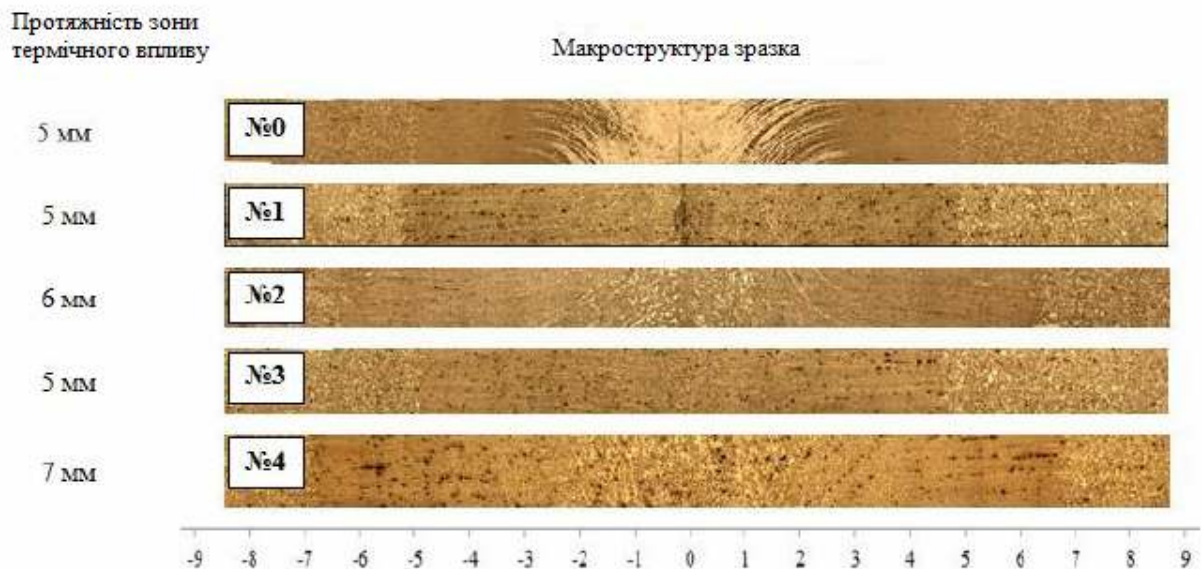 Протяжність зони
термічного впливу
Макроструктура зразка
5 мм
№0
5 мм
№1
6 мм
№2
5 мм
№3
7 мм
№4
-9 -8 -7 -6 -5 -4 -3 -2 -1 0 1 2 3 4 5 6 7 8 9